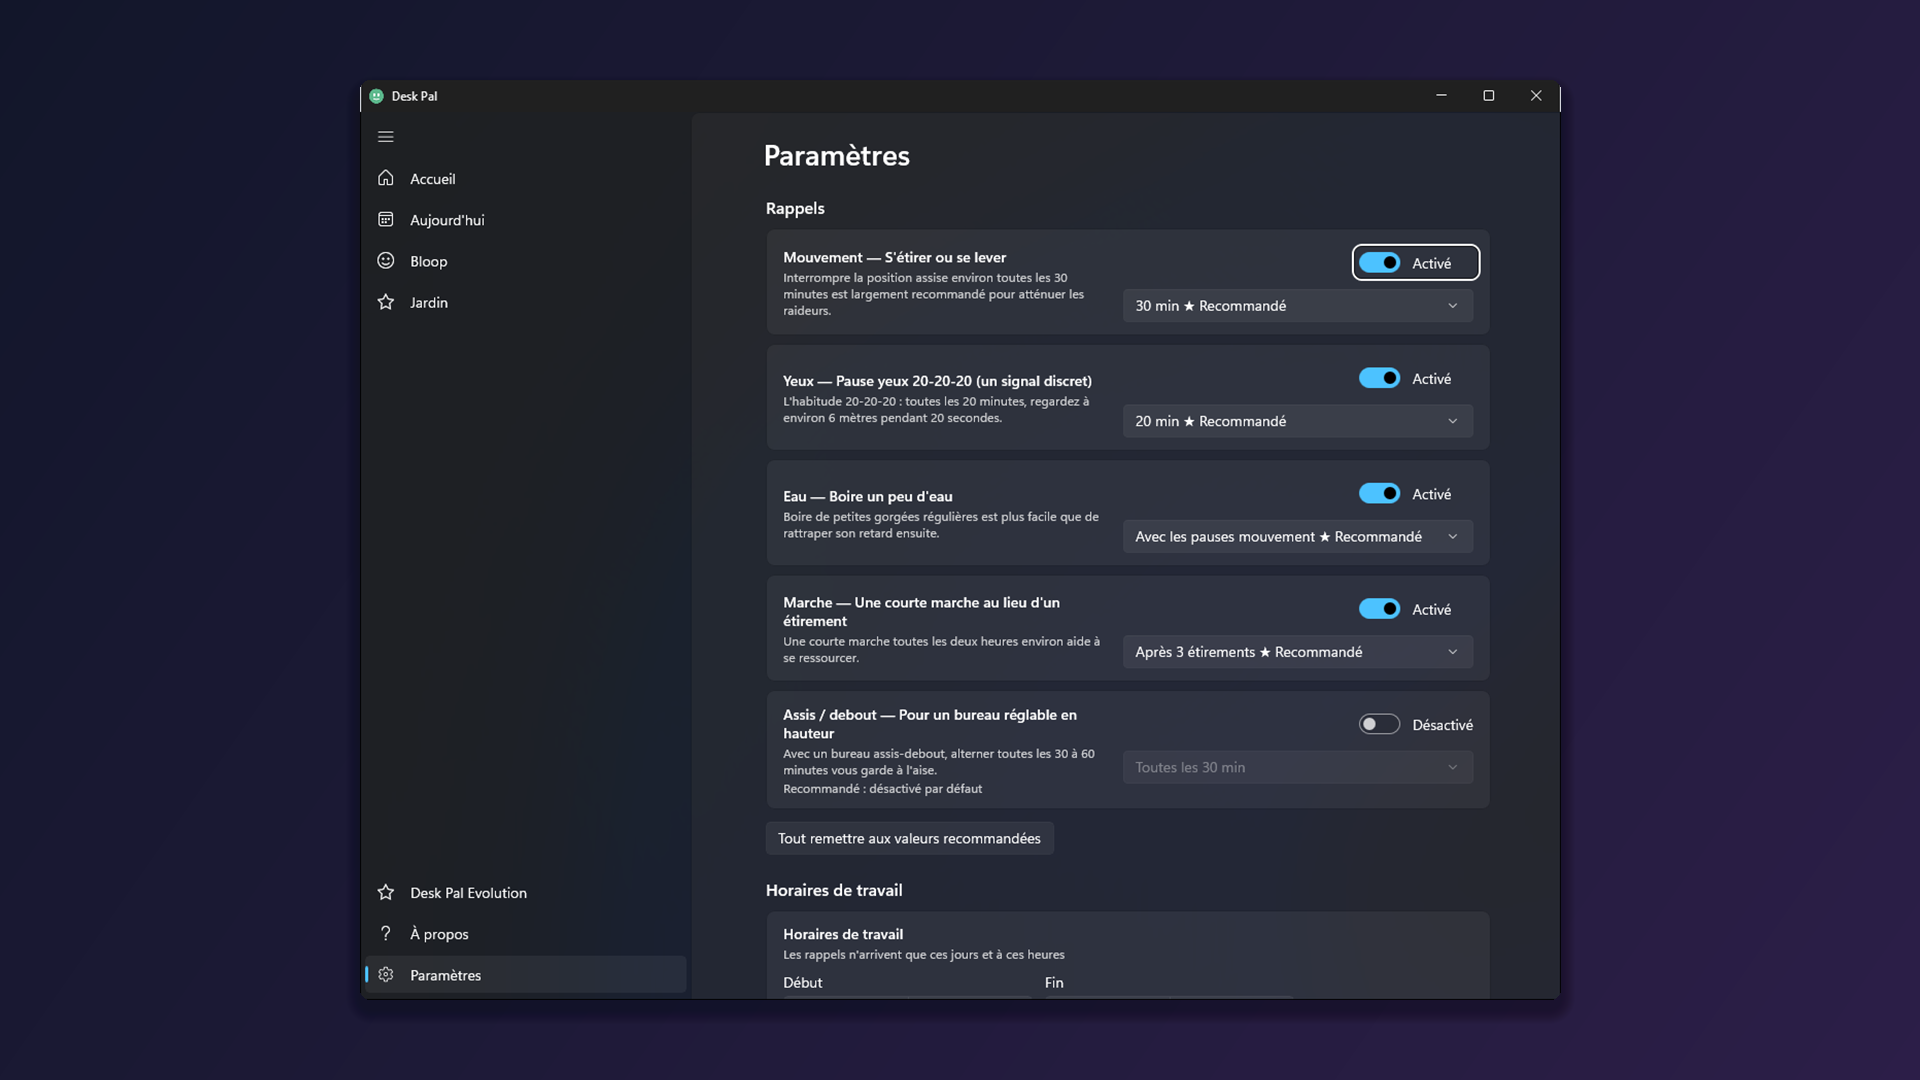 Desk Pal
Accueil
Aujourd'hui
Bloop
Jardin
Desk Pal Evolution
À propos
Paramètres
Paramètres
Rappels
Mouvement — S'étirer ou se lever
Interrompre la position assise environ toutes les 30
minutes est largement recommandé pour atténuer les
raideurs.
Activé
30 min ★ Recommandé
Yeux — Pause yeux 20-20-20 (un signal discret)
L'habitude 20-20-20 : toutes les 20 minutes, regardez à
environ 6 mètres pendant 20 secondes.
Activé
20 min ★ Recommandé
Eau — Boire un peu d'eau
Boire de petites gorgées régulières est plus facile que de
rattraper son retard ensuite.
Activé
Avec les pauses mouvement ★ Recommandé
Marche — Une courte marche au lieu d'un
étirement
Une courte marche toutes les deux heures environ aide à
se ressourcer.
Activé
Après 3 étirements ★ Recommandé
Assis / debout — Pour un bureau réglable en
hauteur
Avec un bureau assis-debout, alterner toutes les 30 à 60
minutes vous garde à l'aise.
Recommandé : désactivé par défaut
Désactivé
Toutes les 30 min
Tout remettre aux valeurs recommandées
Horaires de travail
Horaires de travail
Les rappels n'arrivent que ces jours et à ces heures
Début
Fin